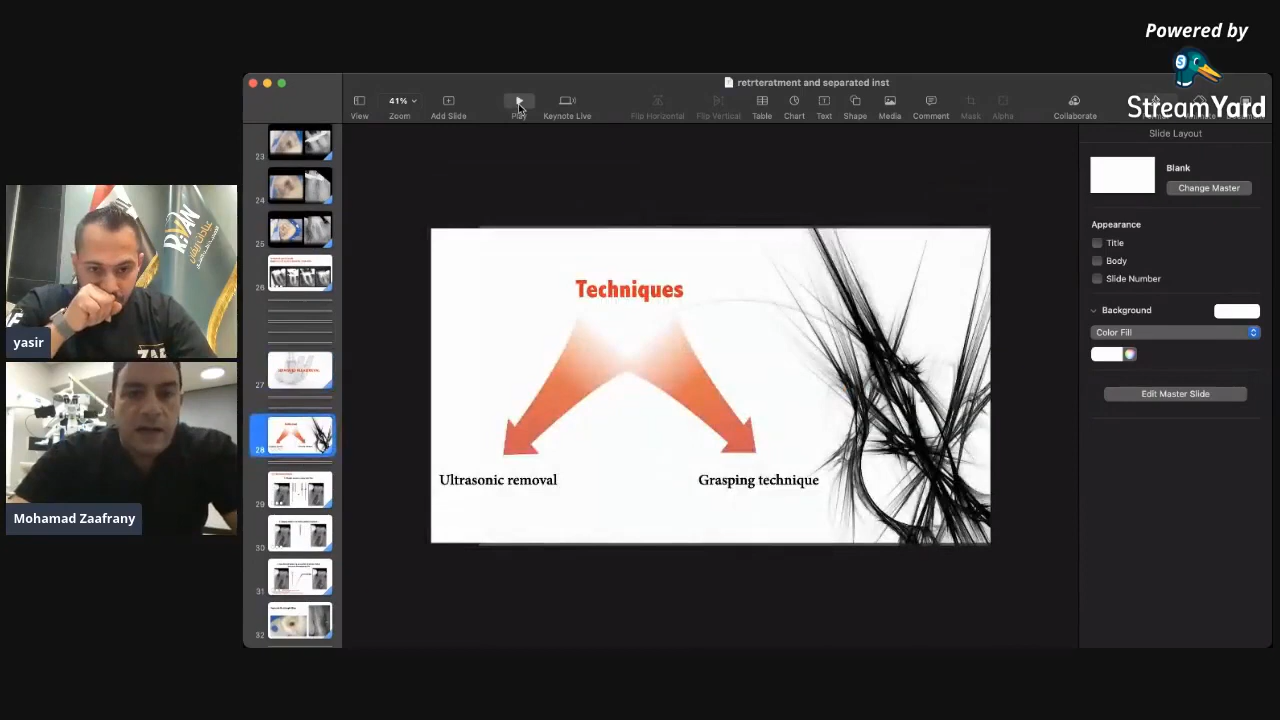 Powered by
StreamYard
retrteratment and separated inst
41%
View
Zoom
Add Slide
Play
Keynote Live
Flip Horizontal
Flip Vertical
Table
Chart
Text
Shape
Media
Comment
Mask
Alpha
Collaborate
Slide Layout
Blank
Change Master
Appearance
Title
Body
Slide Number
Background
Color Fill
Edit Master Slide
23
24
25
26
27
28
29
30
31
32
Techniques
Ultrasonic removal
Grasping technique
RiVAN
yasir
Mohamad Zaafrany